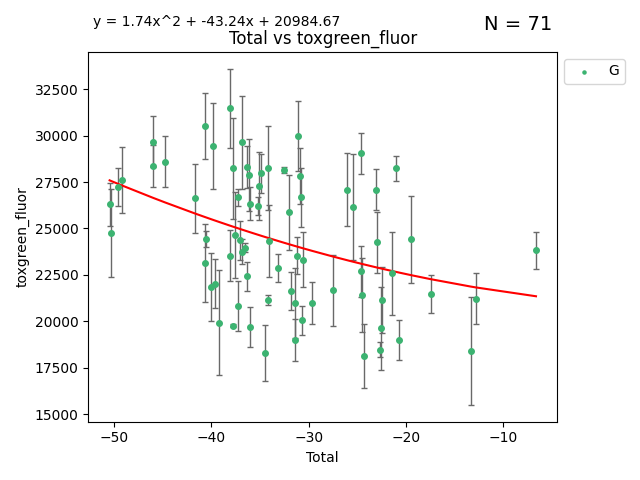 y = 1.74x^2 + -43.24x + 20984.67
N = 71
Total vs toxgreen_fluor
G
toxgreen_fluor
32500
30000
27500
25000
22500
20000
17500
15000
−50
−40
−30
−20
−10
Total